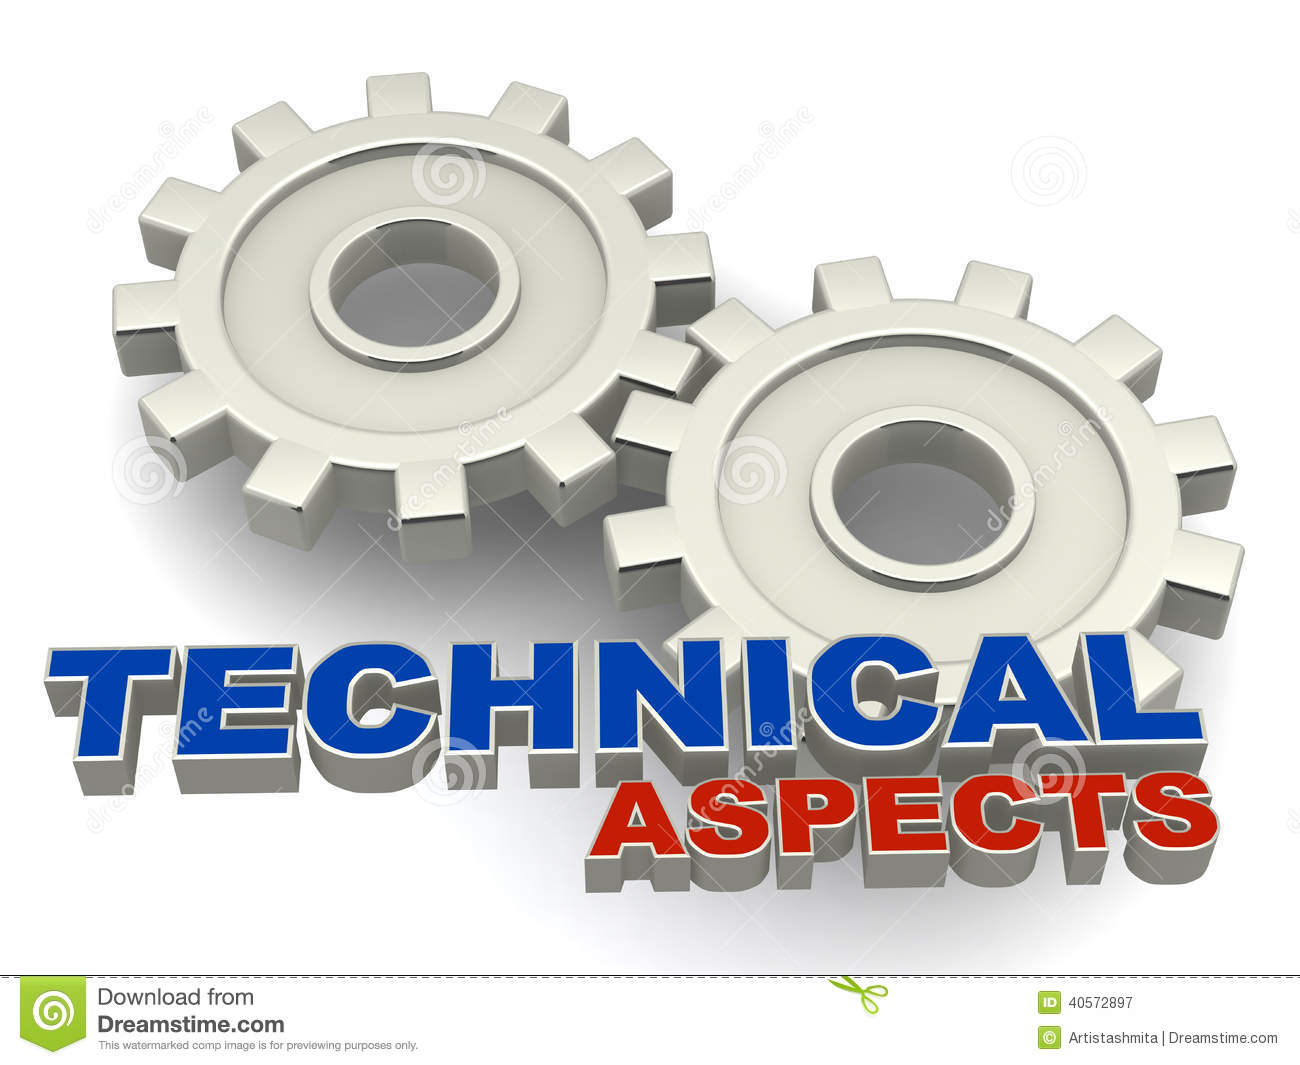 TECHNICAL
ASPECTS
dreamstime
Download from
Dreamstime.com
This watermarked comp image is for previewing purposes only.
ID 40572897
© Artistashmita | Dreamstime.com